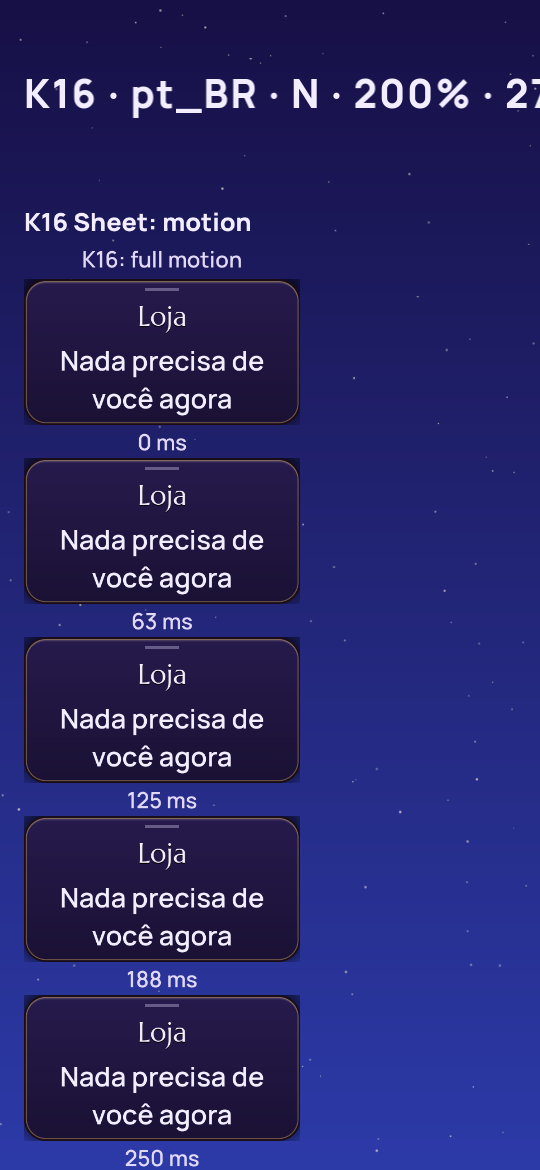 K16 · pt_BR · N · 200% · 27
K16 Sheet: motion
K16: full motion
Loja
Nada precisa de
você agora
0 ms
Loja
Nada precisa de
você agora
63 ms
Loja
Nada precisa de
você agora
125 ms
Loja
Nada precisa de
você agora
188 ms
Loja
Nada precisa de
você agora
250 ms